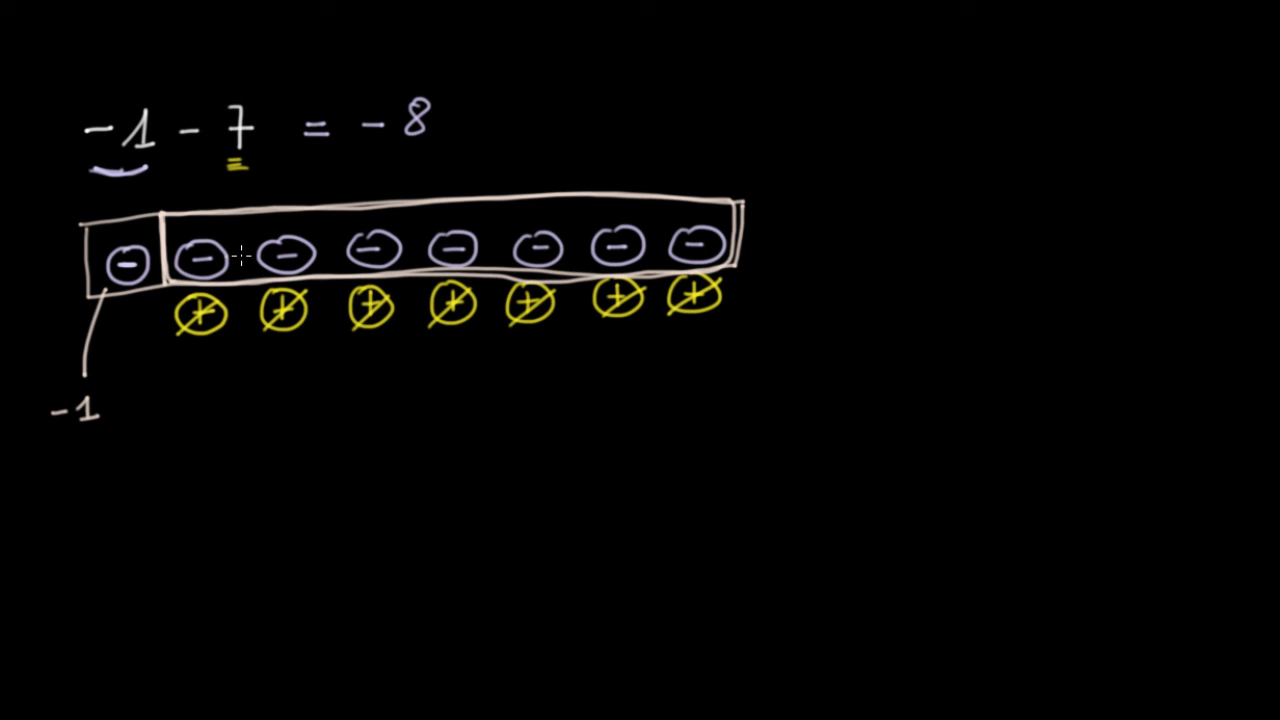 -1 - 7 = -8
- - - - - - - -
+ + + + + + +
-1